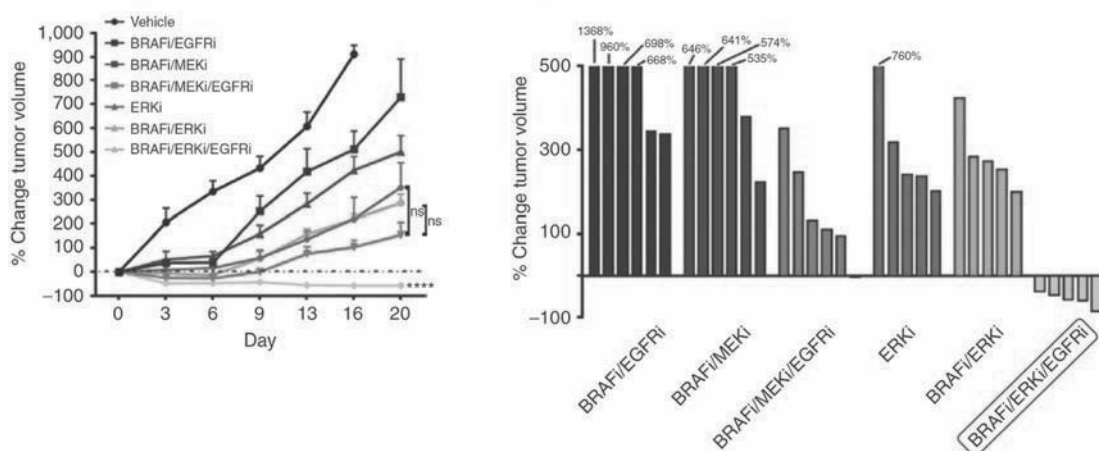 % Change tumor volume
1,000
900
800
700
600
500
400
300
200
100
0
−100
Vehicle
BRAFi/EGFRi
BRAFi/MEKi
BRAFi/MEKi/EGFRi
ERKi
BRAFi/ERKi
BRAFi/ERKi/EGFRi
ns
ns
****
0 3 6 9 13 16 20
Day
% Change tumor volume
500
300
100
−100
1368%
960%
698%
668%
646%
641%
574%
535%
760%
BRAFi/EGFRi
BRAFi/MEKi
BRAFi/MEKi/EGFRi
ERKi
BRAFi/ERKi
BRAFi/ERKi/EGFRi